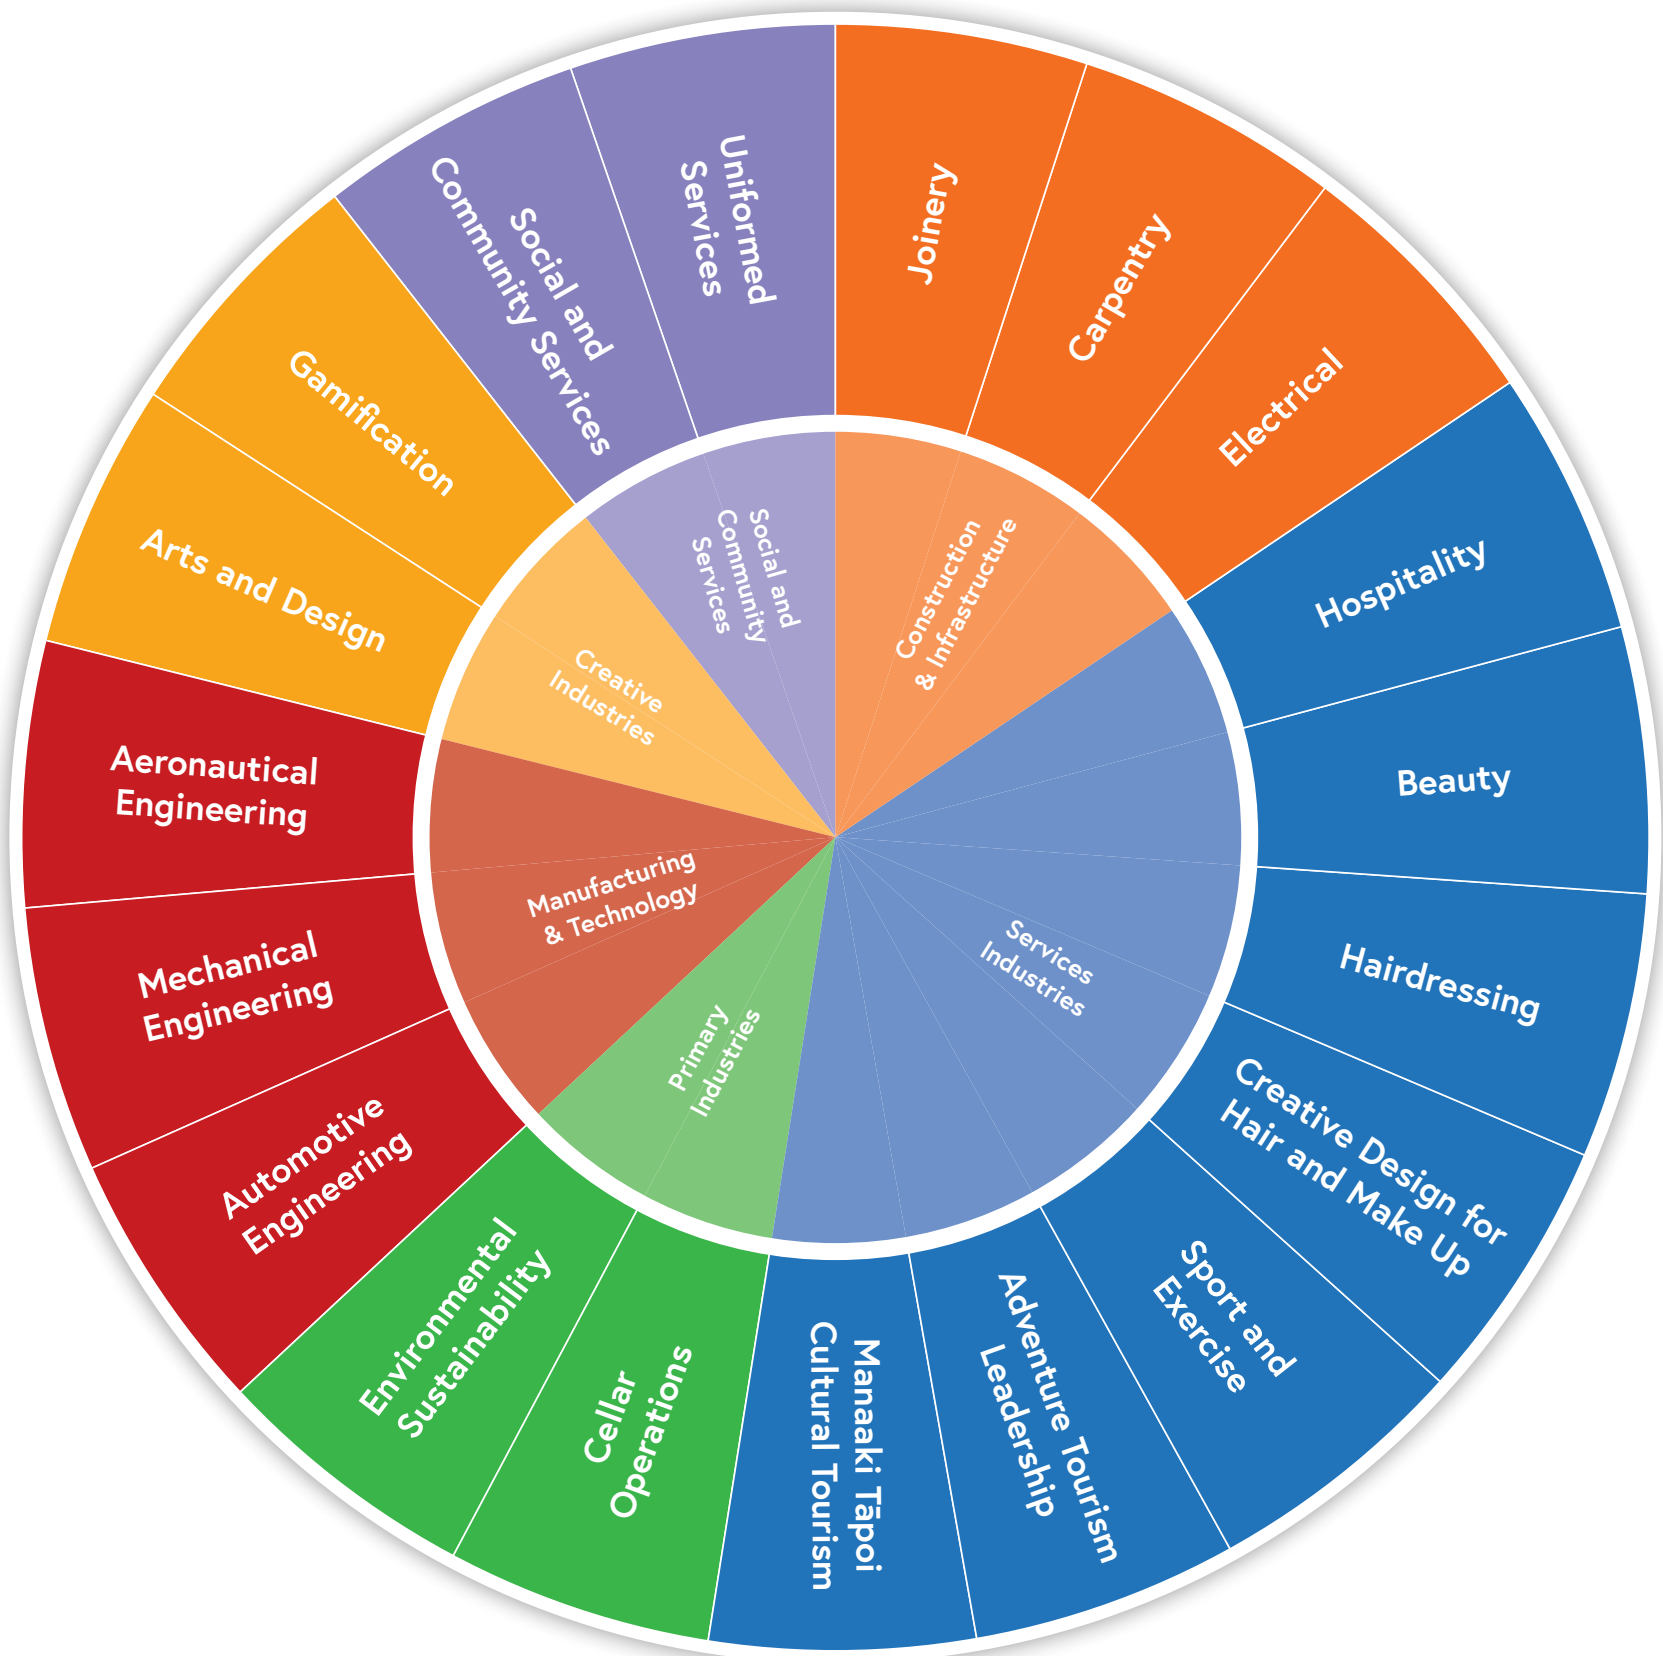 Joinery
Carpentry
Electrical
Hospitality
Beauty
Hairdressing
Creative Design for
Hair and Make Up
Sport and
Exercise
Adventure Tourism
Leadership
Manaaki Tāpoi
Cultural Tourism
Cellar
Operations
Environmental
Sustainability
Automotive
Engineering
Mechanical
Engineering
Aeronautical
Engineering
Arts and Design
Gamification
Social and
Community Services
Uniformed
Services
Construction
& Infrastructure
Services
Industries
Primary
Industries
Manufacturing
& Technology
Creative
Industries
Social and
Community
Services